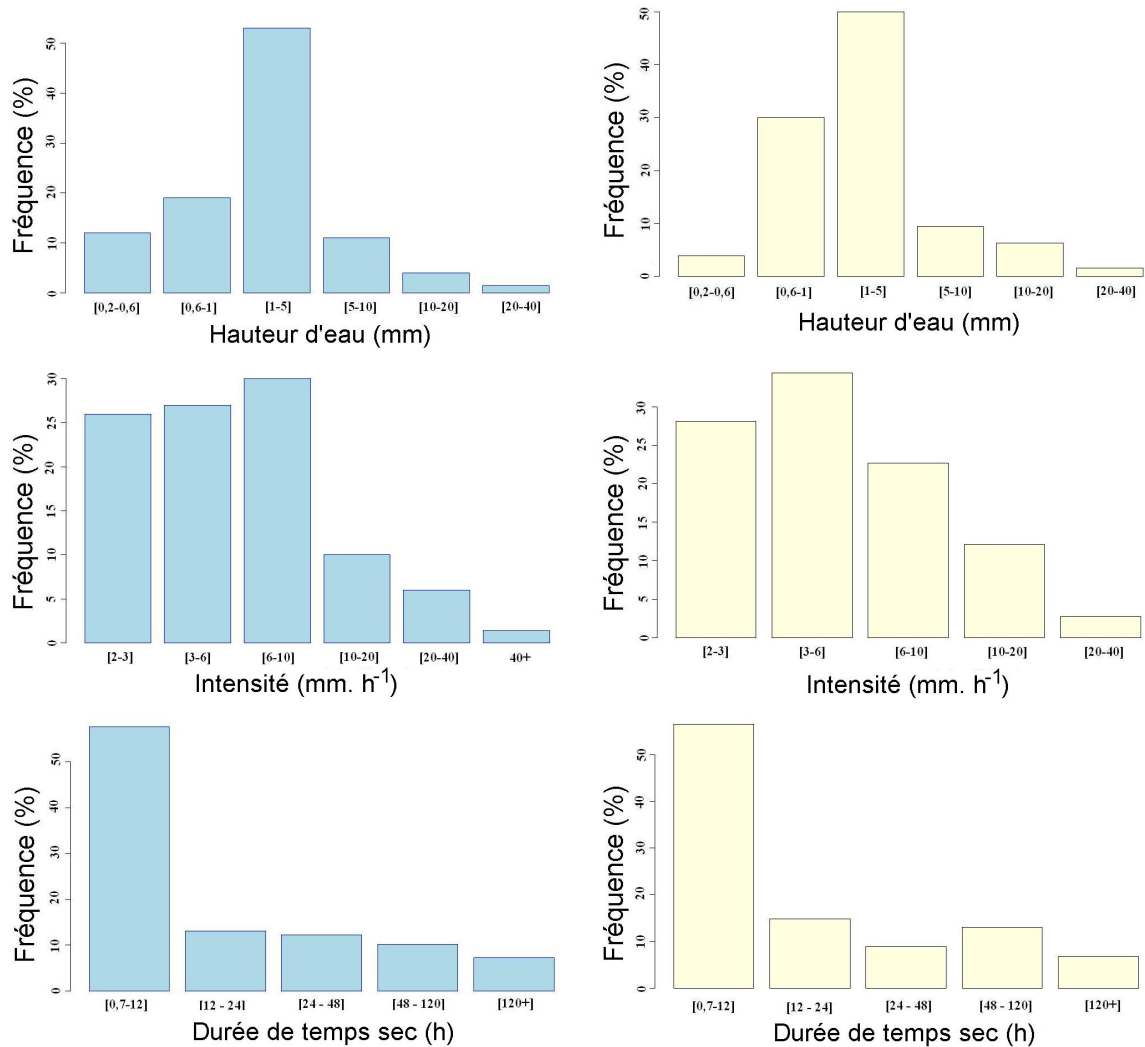 Fréquence (%)
0 10 20 30 40 50
[0,2-0,6] [0,6-1] [1-5] [5-10] [10-20] [20-40]
Hauteur d'eau (mm)
Fréquence (%)
0 10 20 30 40 50
[0,2-0,6] [0,6-1] [1-5] [5-10] [10-20] [20-40]
Hauteur d'eau (mm)
Fréquence (%)
0 5 10 15 20 25 30
[2-3] [3-6] [6-10] [10-20] [20-40] 40+
Intensité (mm. h⁻¹)
Fréquence (%)
0 5 10 15 20 25 30
[2-3] [3-6] [6-10] [10-20] [20-40]
Intensité (mm. h⁻¹)
Fréquence (%)
0 10 20 30 40 50
[0,7-12] [12 - 24] [24 - 48] [48 - 120] [120+]
Durée de temps sec (h)
Fréquence (%)
0 10 20 30 40 50
[0,7-12] [12 - 24] [24 - 48] [48 - 120] [120+]
Durée de temps sec (h)